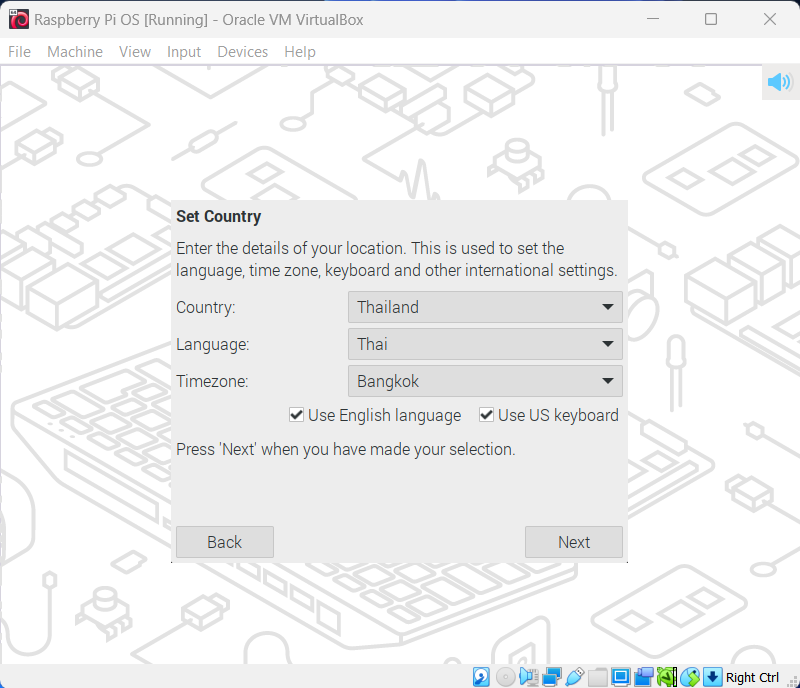 Raspberry Pi OS [Running] - Oracle VM VirtualBox
File Machine View Input Devices Help
Set Country
Enter the details of your location. This is used to set the
language, time zone, keyboard and other international settings.
Country: Thailand
Language: Thai
Timezone: Bangkok
Use English language Use US keyboard
Press 'Next' when you have made your selection.
Back Next
Right Ctrl